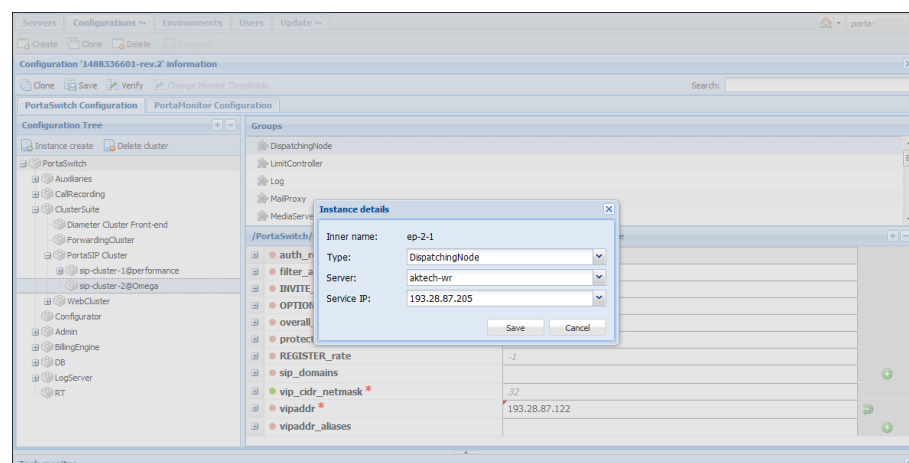 Servers Configurations Environments Users Update porta-
Create Clone Delete Compare
Configuration '1488336601-rev.2' information
Clone Save Verify Change Monitor Thresholds Search:
PortaSwitch Configuration PortaMonitor Configuration
Configuration Tree
Groups
Instance create Delete cluster
DispatchingNode
PortaSwitch
LimitController
Auxiliaries
Log
CallRecording
MailProxy
ClusterSuite
MediaServe
Diameter Cluster Front-end
ForwardingCluster
/PortaSwitch/
PortaSIP Cluster
auth_r
sip-cluster-1@performance
filter_a
sip-cluster-2@Omega
INVITE
WebCluster
OPTION
Configurator
overall_
Admin
protect
BillingEngine
REGISTER_rate -1
DB
sip_domains
LogServer
vip_cidr_netmask * 32
RT
vipaddr * 193.28.87.122
vipaddr_aliases
Instance details
Inner name: ep-2-1
Type: DispatchingNode
Server: aktech-wr
Service IP: 193.28.87.205
Save Cancel